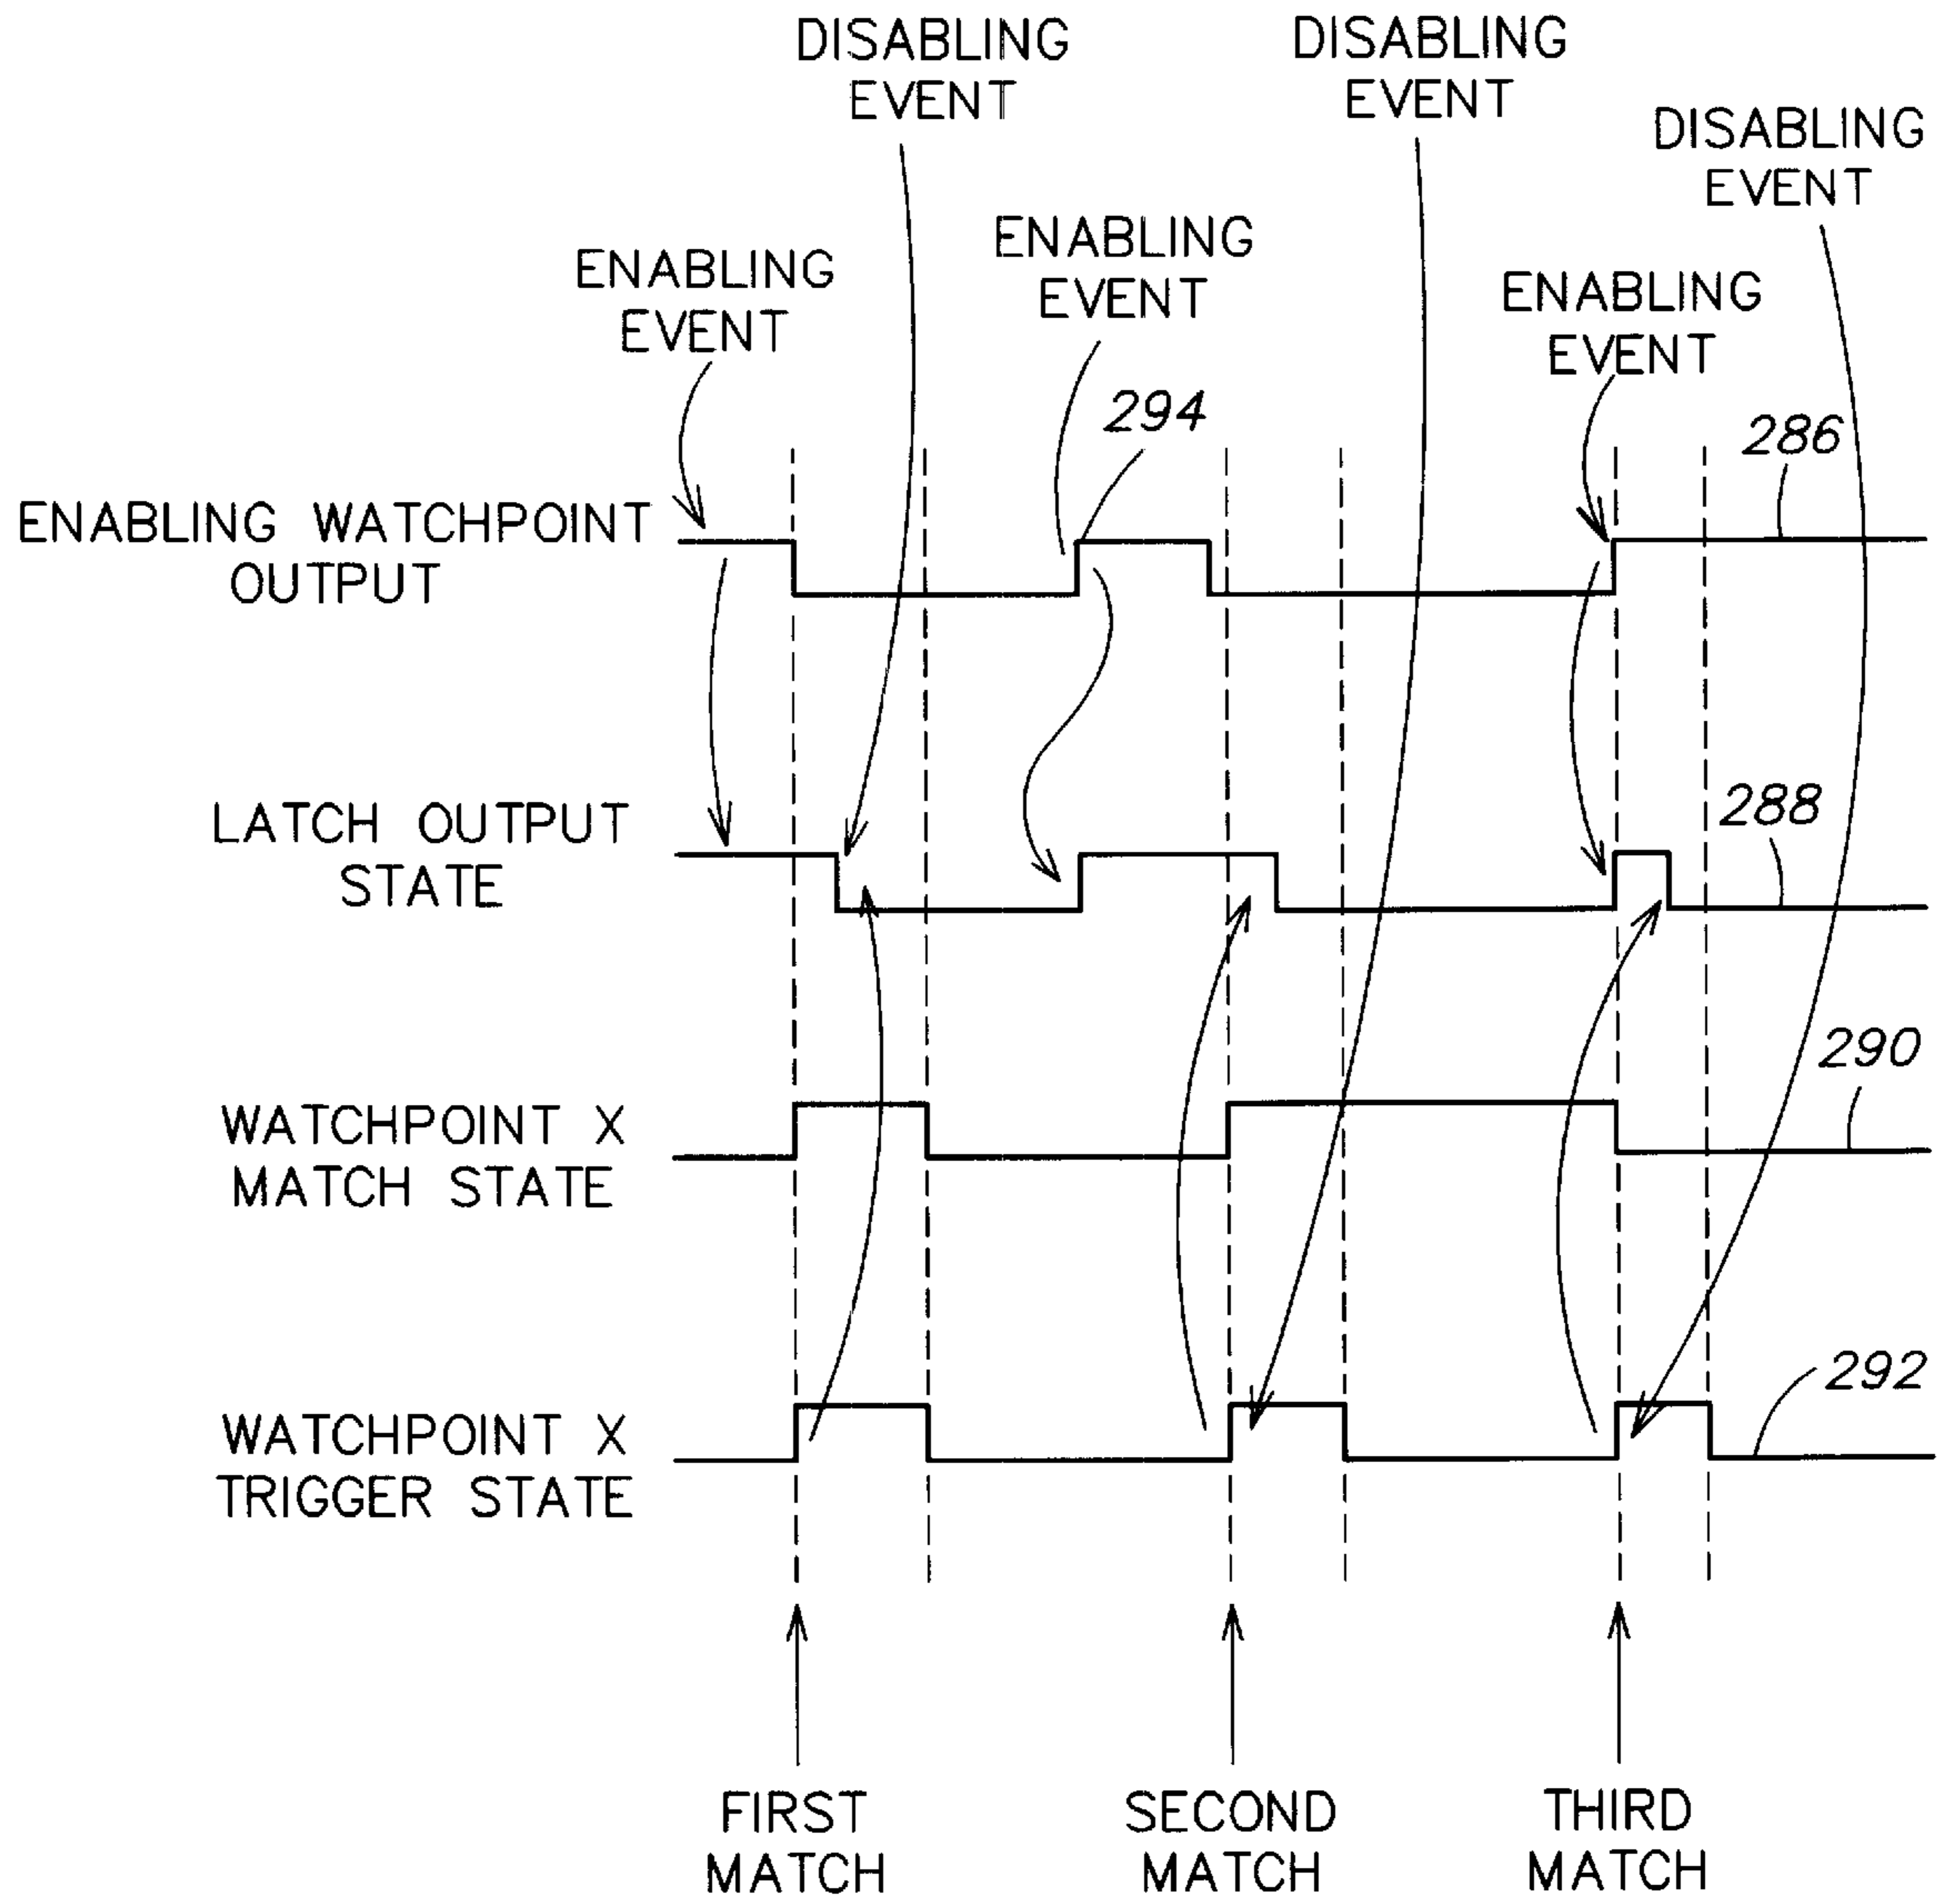 DISABLING
EVENT
DISABLING
EVENT
DISABLING
EVENT
ENABLING
EVENT
ENABLING
EVENT
ENABLING
EVENT
294
286
ENABLING WATCHPOINT
OUTPUT
LATCH OUTPUT
STATE
288
WATCHPOINT X
MATCH STATE
290
WATCHPOINT X
TRIGGER STATE
292
FIRST
MATCH
SECOND
MATCH
THIRD
MATCH